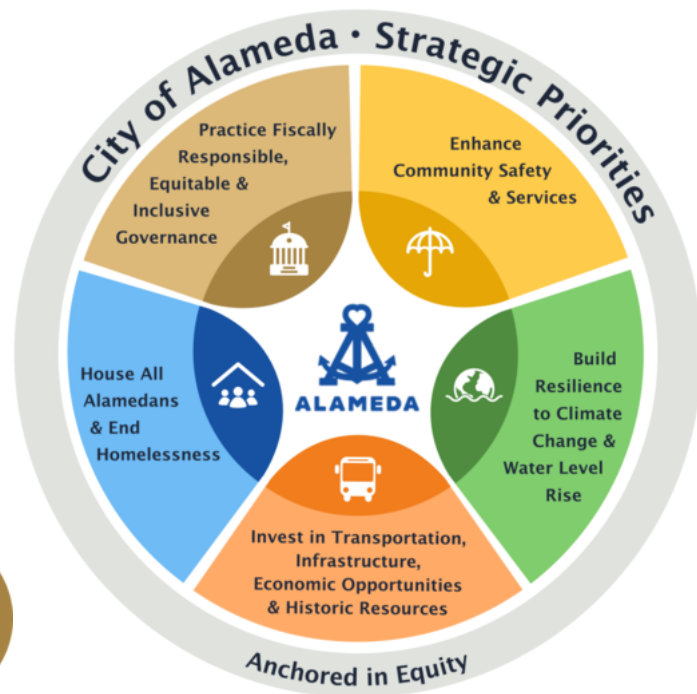 City of Alameda · Strategic Priorities
Practice Fiscally
Responsible,
Equitable &
Inclusive
Governance
Enhance
Community Safety
& Services
House All
Alamedans
& End
Homelessness
ALAMEDA
Build
Resilience
to Climate
Change &
Water Level
Rise
Invest in Transportation,
Infrastructure,
Economic Opportunities
& Historic Resources
Anchored in Equity